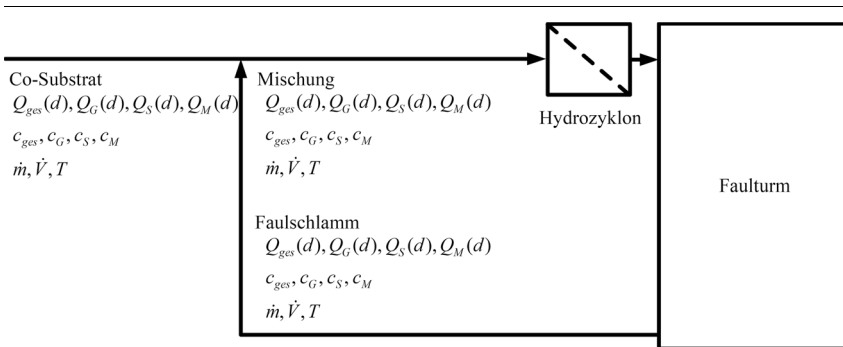 Co-Substrat
Q_ges(d), Q_G(d), Q_S(d), Q_M(d)
c_ges, c_G, c_S, c_M
ṁ, V̇, T
Mischung
Q_ges(d), Q_G(d), Q_S(d), Q_M(d)
c_ges, c_G, c_S, c_M
ṁ, V̇, T
Hydrozyklon
Faulturm
Faulschlamm
Q_ges(d), Q_G(d), Q_S(d), Q_M(d)
c_ges, c_G, c_S, c_M
ṁ, V̇, T